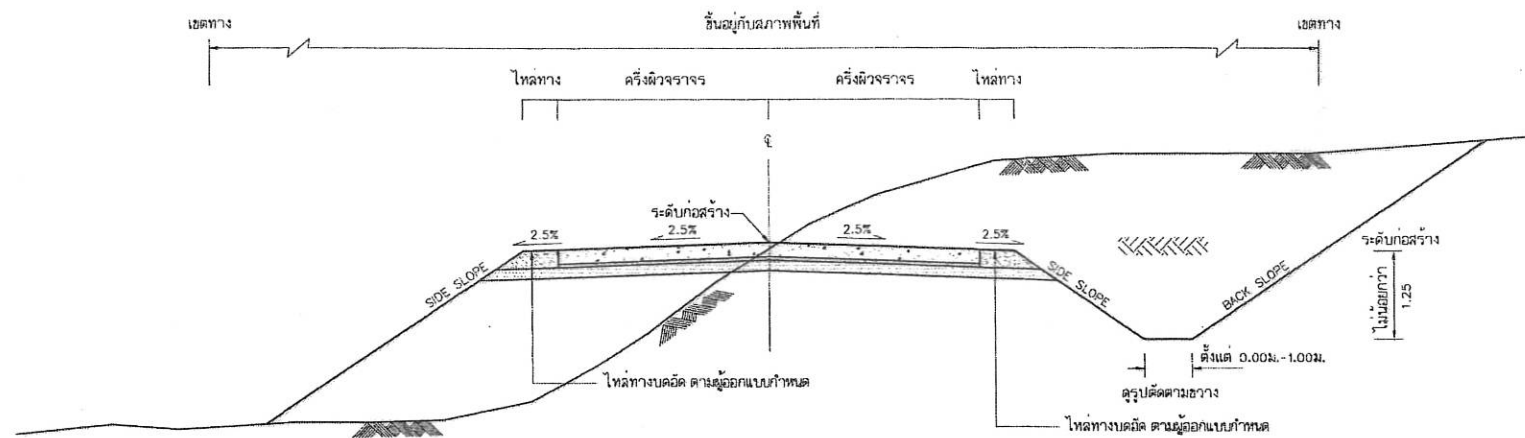 เขตทาง ขึ้นอยู่กับสภาพพื้นที่ เขตทาง
ไหล่ทาง ครึ่งผิวจราจร ครึ่งผิวจราจร ไหล่ทาง
℄
ระดับก่อสร้าง
2.5% 2.5% 2.5% 2.5%
ระดับก่อสร้าง
SIDE SLOPE
SIDE SLOPE
BACK SLOPE
ไม่น้อยกว่า
1.25
ตั้งแต่ 0.00ม.-1.00ม.
ไหล่ทางบดอัด ตามผู้ออกแบบกำหนด
ดูรูปตัดตามขวาง
ไหล่ทางบดอัด ตามผู้ออกแบบกำหนด